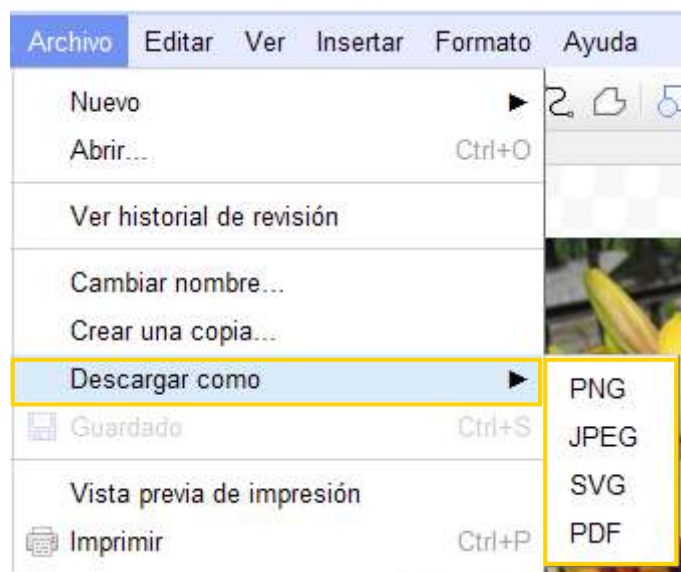 Archivo Editar Ver Insertar Formato Ayuda
Nuevo
Abrir... Ctrl+O
Ver historial de revisión
Cambiar nombre...
Crear una copia...
Descargar como
PNG
Guardado Ctrl+S
JPEG
Vista previa de impresión
SVG
Imprimir Ctrl+P
PDF